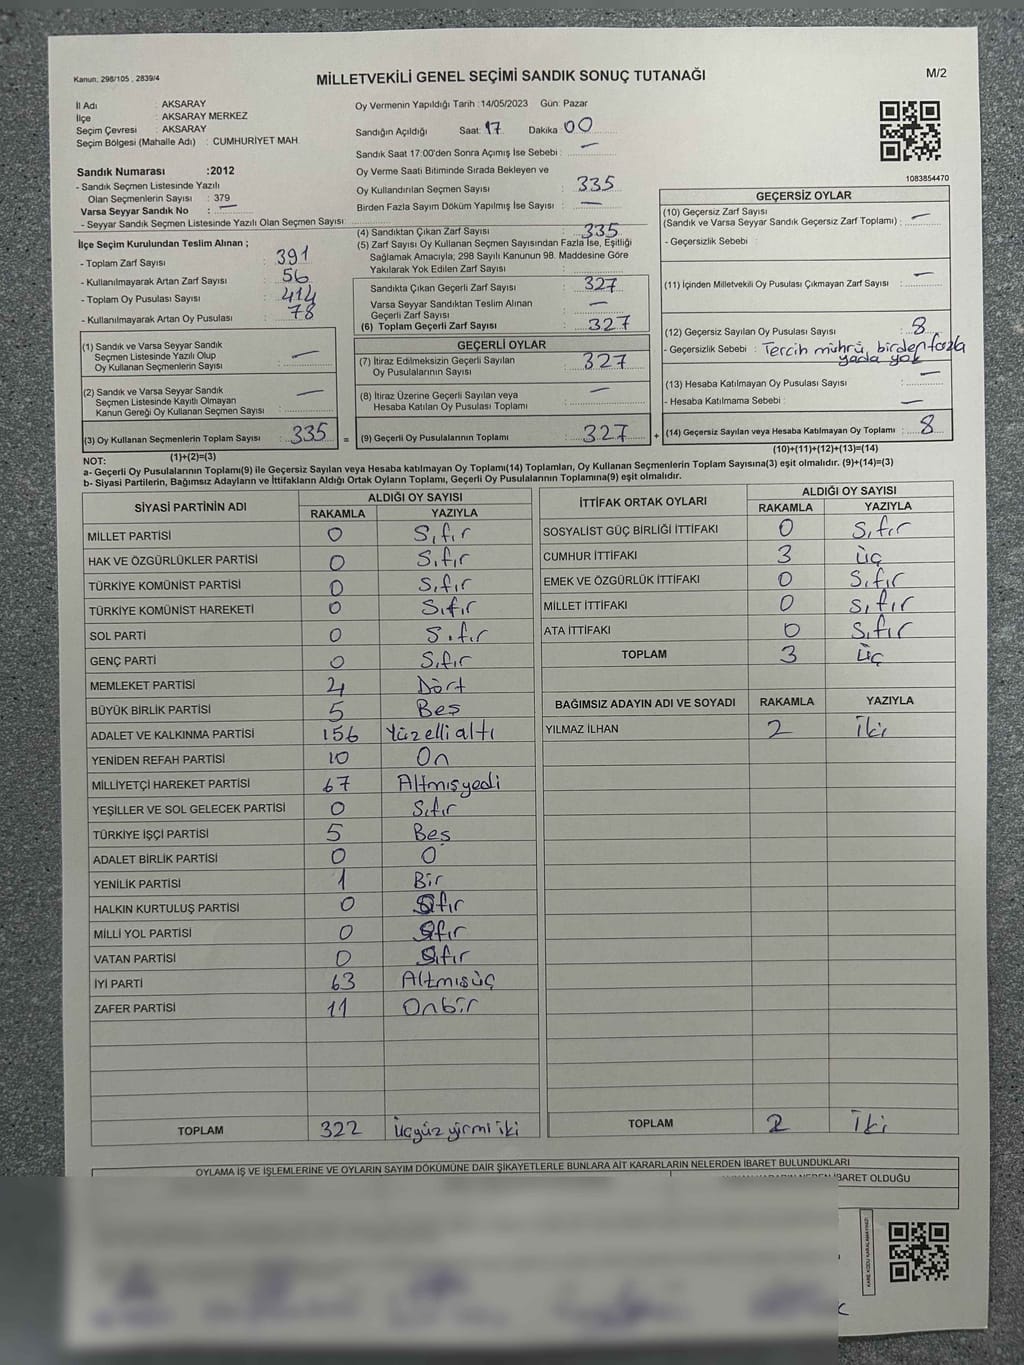 Kanun: 298/105 , 2839/4
MİLLETVEKİLİ GENEL SEÇİMİ SANDIK SONUÇ TUTANAĞI
M/2
İl Adı : AKSARAY
İlçe : AKSARAY MERKEZ
Seçim Çevresi : AKSARAY
Seçim Bölgesi (Mahalle Adı) : CUMHURİYET MAH.
Oy Vermenin Yapıldığı Tarih :14/05/2023 Gün: Pazar
Sandığın Açıldığı Saat: 17 Dakika: 00
Sandık Saat 17:00'den Sonra Açımış İse Sebebi : —
Sandık Numarası :2012
- Sandık Seçmen Listesinde Yazılı
Olan Seçmenlerin Sayısı : 379
Varsa Seyyar Sandık No : —
- Seyyar Sandık Seçmen Listesinde Yazılı Olan Seçmen Sayısı:
Oy Verme Saati Bitiminde Sırada Bekleyen ve
Oy Kullandırılan Seçmen Sayısı : 335
Birden Fazla Sayım Döküm Yapılmış İse Sayısı : —
1083854470
İlçe Seçim Kurulundan Teslim Alınan ;
- Toplam Zarf Sayısı : 391
- Kullanılmayarak Artan Zarf Sayısı : 56
- Toplam Oy Pusulası Sayısı : 414
- Kullanılmayarak Artan Oy Pusulası : 78
(4) Sandıktan Çıkan Zarf Sayısı : 335
(5) Zarf Sayısı Oy Kullanan Seçmen Sayısından Fazla İse, Eşitliği
Sağlamak Amacıyla; 298 Sayılı Kanunun 98. Maddesine Göre
Yakılarak Yok Edilen Zarf Sayısı :
Sandıkta Çıkan Geçerli Zarf Sayısı : 327
Varsa Seyyar Sandıktan Teslim Alınan
Geçerli Zarf Sayısı : —
(6) Toplam Geçerli Zarf Sayısı : 327
GEÇERSİZ OYLAR
(10) Geçersiz Zarf Sayısı
(Sandık ve Varsa Seyyar Sandık Geçersiz Zarf Toplamı) : —
- Geçersizlik Sebebi :
(11) İçinden Milletvekili Oy Pusulası Çıkmayan Zarf Sayısı : —
(12) Geçersiz Sayılan Oy Pusulası Sayısı : 8
- Geçersizlik Sebebi : Tercih mührü, birden fazla
yada yok
(13) Hesaba Katılmayan Oy Pusulası Sayısı : —
- Hesaba Katılmama Sebebi : —
(14) Geçersiz Sayılan veya Hesaba Katılmayan Oy Toplamı : 8
(10)+(11)+(12)+(13)=(14)
(1) Sandık ve Varsa Seyyar Sandık
Seçmen Listesinde Yazılı Olup
Oy Kullanan Seçmenlerin Sayısı : —
(2) Sandık ve Varsa Seyyar Sandık
Seçmen Listesinde Kayıtlı Olmayan
Kanun Gereği Oy Kullanan Seçmen Sayısı : —
(3) Oy Kullanan Seçmenlerin Toplam Sayısı : 335 =
(1)+(2)=(3)
GEÇERLİ OYLAR
(7) İtiraz Edilmeksizin Geçerli Sayılan
Oy Pusulalarının Sayısı : 327
(8) İtiraz Üzerine Geçerli Sayılan veya
Hesaba Katılan Oy Pusulası Toplamı : —
(9) Geçerli Oy Pusulalarının Toplamı : 327 +
NOT:
a- Geçerli Oy Pusulalarının Toplamı(9) ile Geçersiz Sayılan veya Hesaba katılmayan Oy Toplamı(14) Toplamları, Oy Kullanan Seçmenlerin Toplam Sayısına(3) eşit olmalıdır. (9)+(14)=(3)
b- Siyasi Partilerin, Bağımsız Adayların ve İttifakların Aldığı Ortak Oyların Toplamı, Geçerli Oy Pusulalarının Toplamına(9) eşit olmalıdır.
SİYASİ PARTİNİN ADI ALDIĞI OY SAYISI
RAKAMLA YAZIYLA
MİLLET PARTİSİ 0 Sıfır
HAK VE ÖZGÜRLÜKLER PARTİSİ 0 Sıfır
TÜRKİYE KOMÜNİST PARTİSİ 0 Sıfır
TÜRKİYE KOMÜNİST HAREKETİ 0 Sıfır
SOL PARTİ 0 Sıfır
GENÇ PARTİ 0 Sıfır
MEMLEKET PARTİSİ 4 Dört
BÜYÜK BİRLİK PARTİSİ 5 Beş
ADALET VE KALKINMA PARTİSİ 156 Yüzellialtı
YENİDEN REFAH PARTİSİ 10 On
MİLLİYETÇİ HAREKET PARTİSİ 67 Altmışyedi
YEŞİLLER VE SOL GELECEK PARTİSİ 0 Sıfır
TÜRKİYE İŞÇİ PARTİSİ 5 Beş
ADALET BİRLİK PARTİSİ 0 0
YENİLİK PARTİSİ 1 Bir
HALKIN KURTULUŞ PARTİSİ 0 Sıfır
MİLLİ YOL PARTİSİ 0 Sıfır
VATAN PARTİSİ 0 Sıfır
İYİ PARTİ 63 Altmışüç
ZAFER PARTİSİ 11 Onbir
TOPLAM 322 Üçyüz yirmi iki
İTTİFAK ORTAK OYLARI ALDIĞI OY SAYISI
RAKAMLA YAZIYLA
SOSYALİST GÜÇ BİRLİĞİ İTTİFAKI 0 Sıfır
CUMHUR İTTİFAKI 3 üç
EMEK VE ÖZGÜRLÜK İTTİFAKI 0 Sıfır
MİLLET İTTİFAKI 0 Sıfır
ATA İTTİFAKI 0 Sıfır
TOPLAM 3 Üç
BAĞIMSIZ ADAYIN ADI VE SOYADI RAKAMLA YAZIYLA
YILMAZ İLHAN 2 İki
TOPLAM 2 İki
OYLAMA İŞ VE İŞLEMLERİNE VE OYLARIN SAYIM DÖKÜMÜNE DAİR ŞİKAYETLERLE BUNLARA AİT KARARLARIN NELERDEN İBARET BULUNDUKLARI
İBARET OLDUĞU
KARE KODU KARALAMAYINIZ!